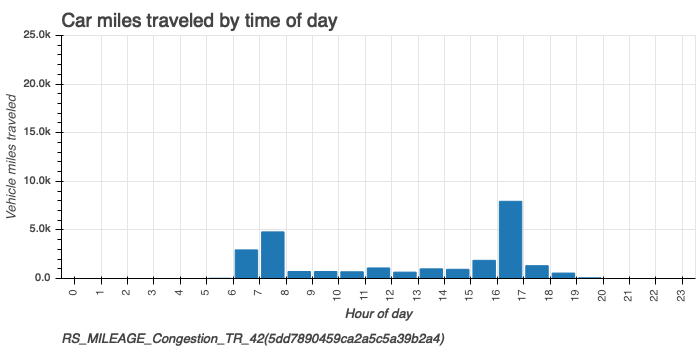 Car miles traveled by time of day
25.0k
20.0k
15.0k
10.0k
5.0k
0.0
Vehicle miles traveled
0 1 2 3 4 5 6 7 8 9 10 11 12 13 14 15 16 17 18 19 20 21 22 23
Hour of day
RS_MILEAGE_Congestion_TR_42(5dd7890459ca2a5c5a39b2a4)